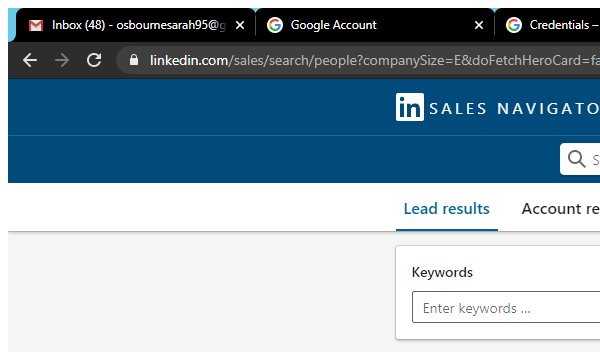 Inbox (48) - osbournesarah95@g
Google Account
Credentials –
linkedin.com/sales/search/people?companySize=E&doFetchHeroCard=fa
in SALES NAVIGATO
S
Lead results
Account re
Keywords
Enter keywords ...